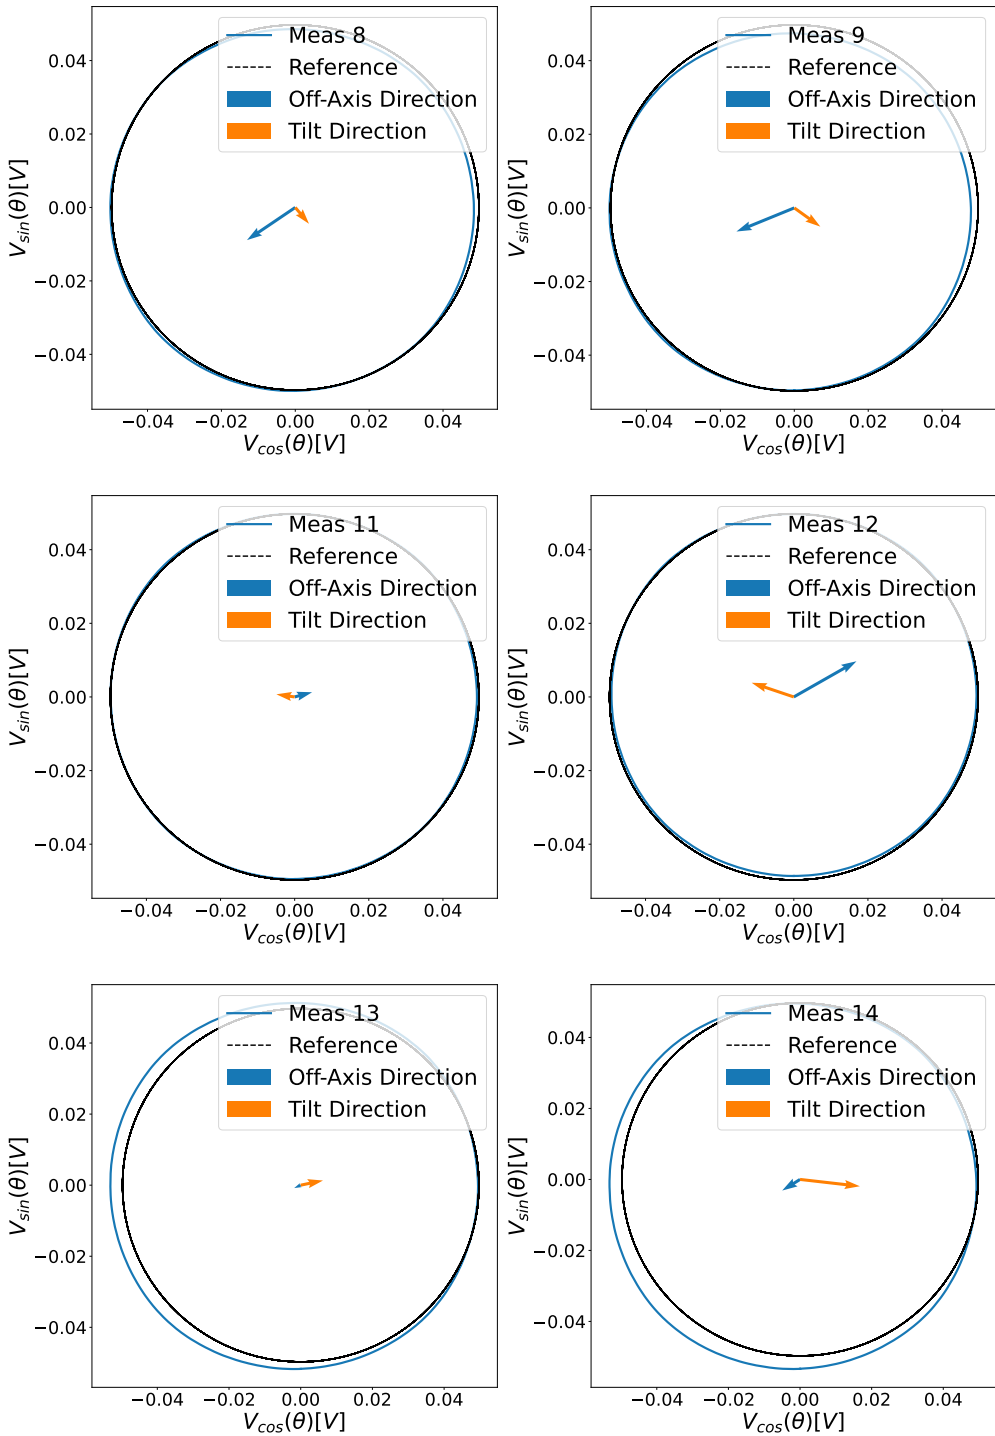 Meas 8
Reference
Off-Axis Direction
Tilt Direction
0.04
0.02
0.00
−0.02
−0.04
V_sin(θ)[V]
−0.04 −0.02 0.00 0.02 0.04
V_cos(θ)[V]
Meas 9
Reference
Off-Axis Direction
Tilt Direction
0.04
0.02
0.00
−0.02
−0.04
V_sin(θ)[V]
−0.04 −0.02 0.00 0.02 0.04
V_cos(θ)[V]
Meas 11
Reference
Off-Axis Direction
Tilt Direction
0.04
0.02
0.00
−0.02
−0.04
V_sin(θ)[V]
−0.04 −0.02 0.00 0.02 0.04
V_cos(θ)[V]
Meas 12
Reference
Off-Axis Direction
Tilt Direction
0.04
0.02
0.00
−0.02
−0.04
V_sin(θ)[V]
−0.04 −0.02 0.00 0.02 0.04
V_cos(θ)[V]
Meas 13
Reference
Off-Axis Direction
Tilt Direction
0.04
0.02
0.00
−0.02
−0.04
V_sin(θ)[V]
−0.04 −0.02 0.00 0.02 0.04
V_cos(θ)[V]
Meas 14
Reference
Off-Axis Direction
Tilt Direction
0.04
0.02
0.00
−0.02
−0.04
V_sin(θ)[V]
−0.04 −0.02 0.00 0.02 0.04
V_cos(θ)[V]